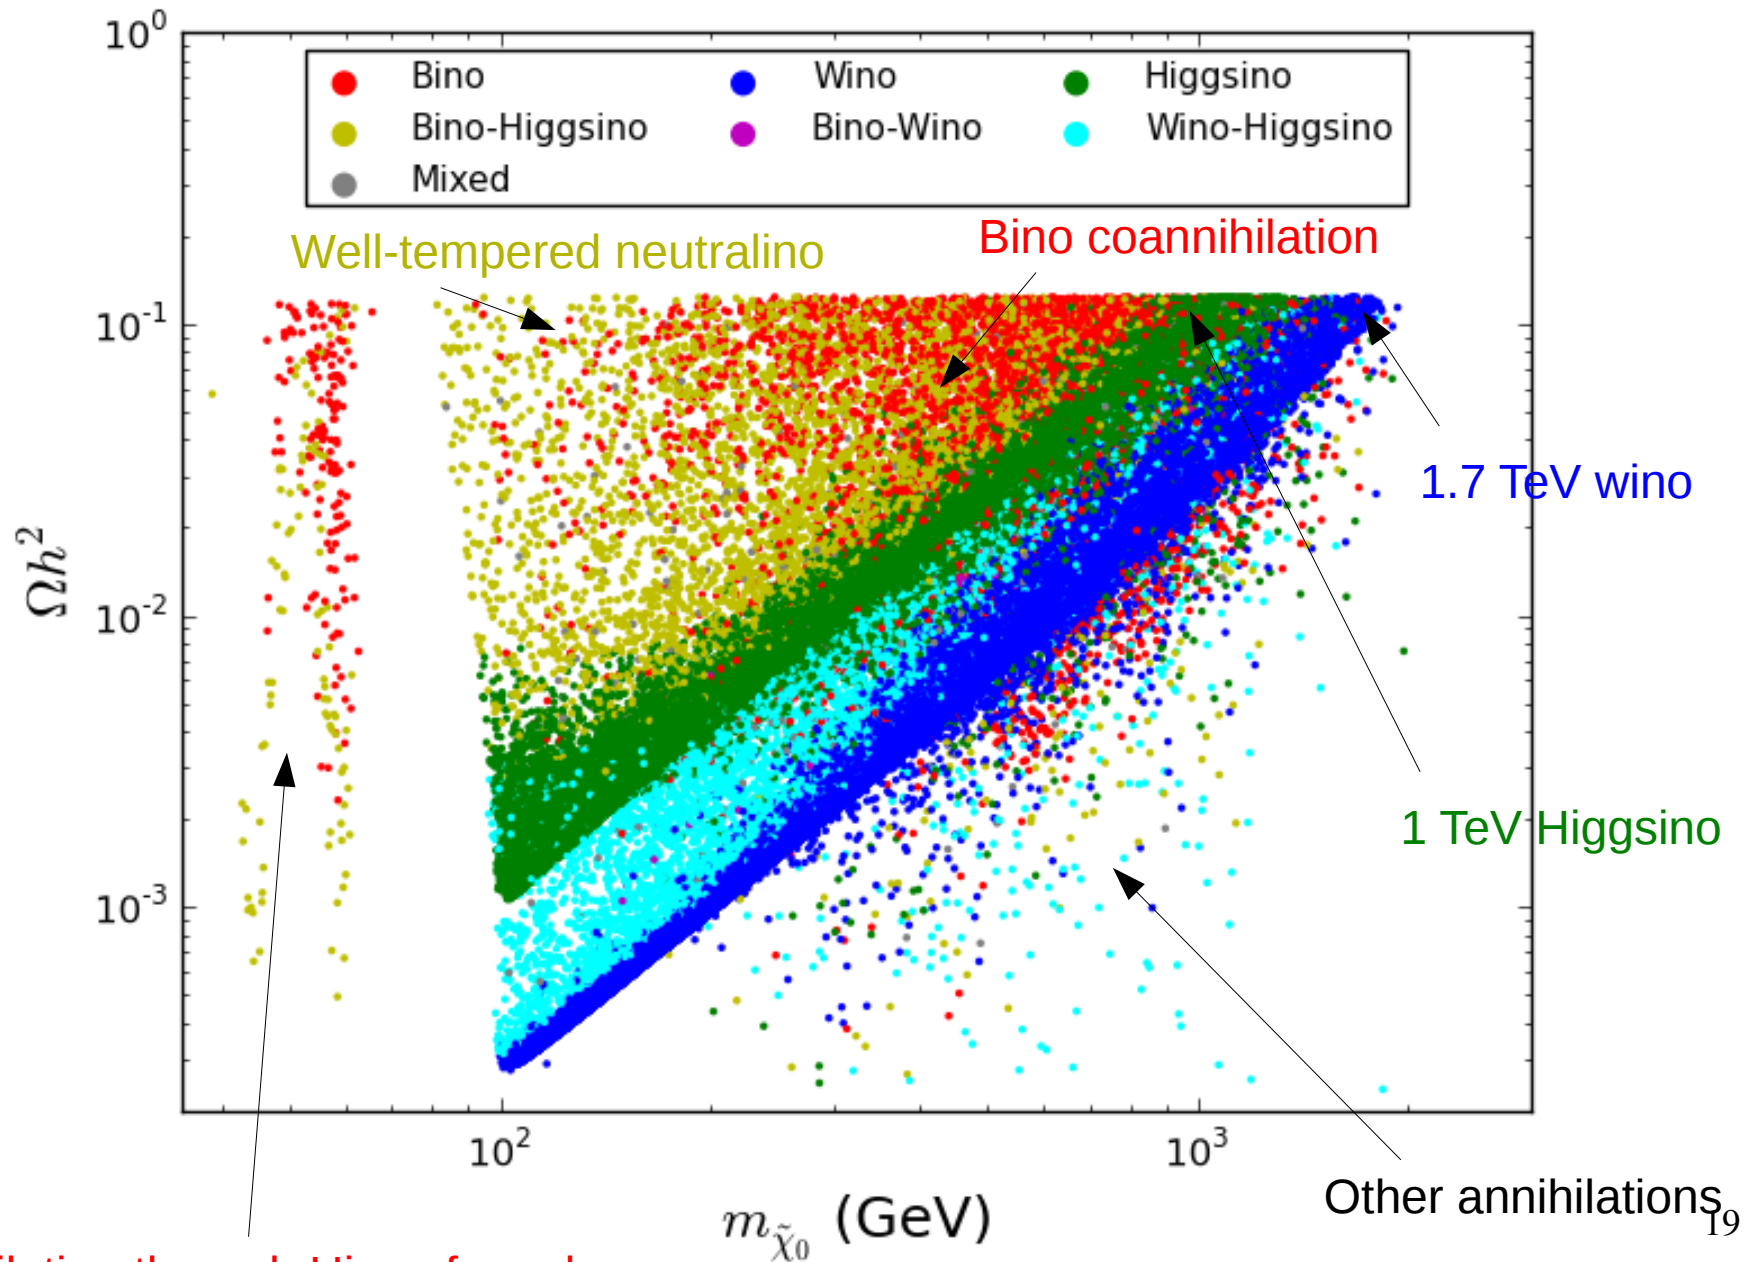 10^0
Bino Wino Higgsino
Bino-Higgsino Bino-Wino Wino-Higgsino
Mixed
Well-tempered neutralino
Bino coannihilation
10^-1
1.7 TeV wino
Ωh^2
10^-2
1 TeV Higgsino
10^-3
10^2 10^3
Other annihilations
m_χ̃0 (GeV)
19